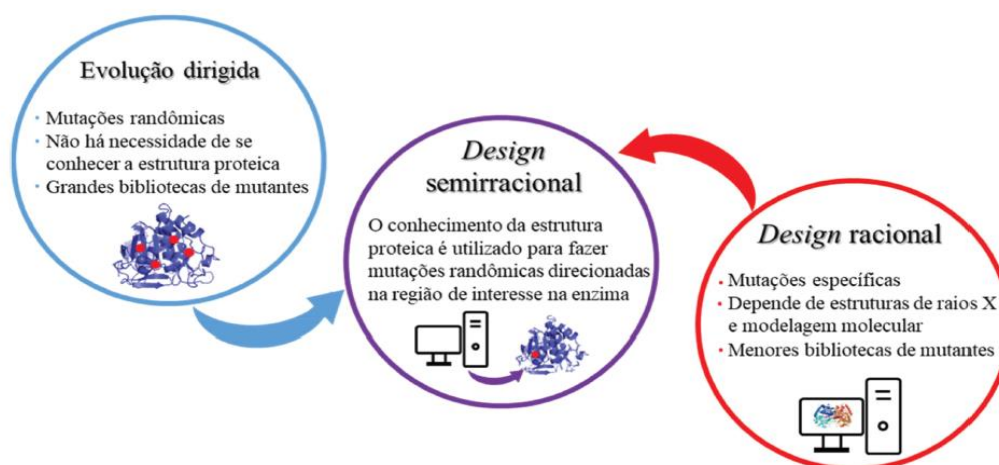 Evolução dirigida
• Mutações randômicas
• Não há necessidade de se
conhecer a estrutura proteica
• Grandes bibliotecas de mutantes
Design
semirracional
O conhecimento da estrutura
proteica é utilizado para fazer
mutações randômicas direcionadas
na região de interesse na enzima
Design racional
• Mutações específicas
• Depende de estruturas de raios X
e modelagem molecular
• Menores bibliotecas de mutantes